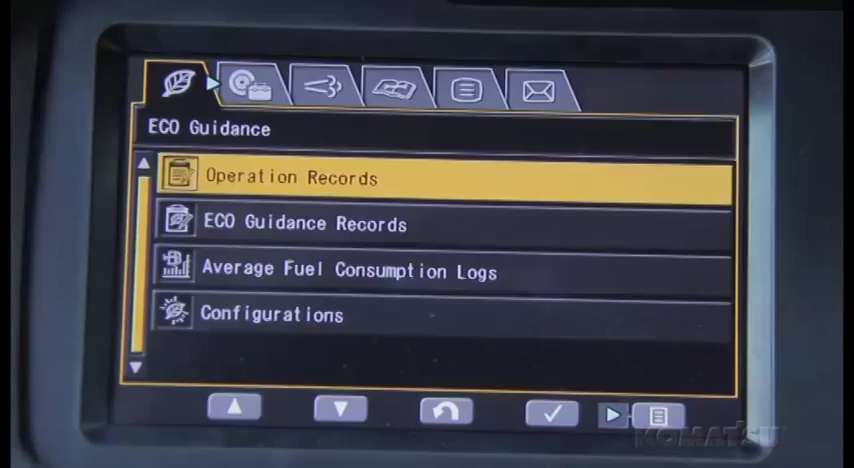 ECO Guidance
Operation Records
ECO Guidance Records
Average Fuel Consumption Logs
Configurations
KOMATSU